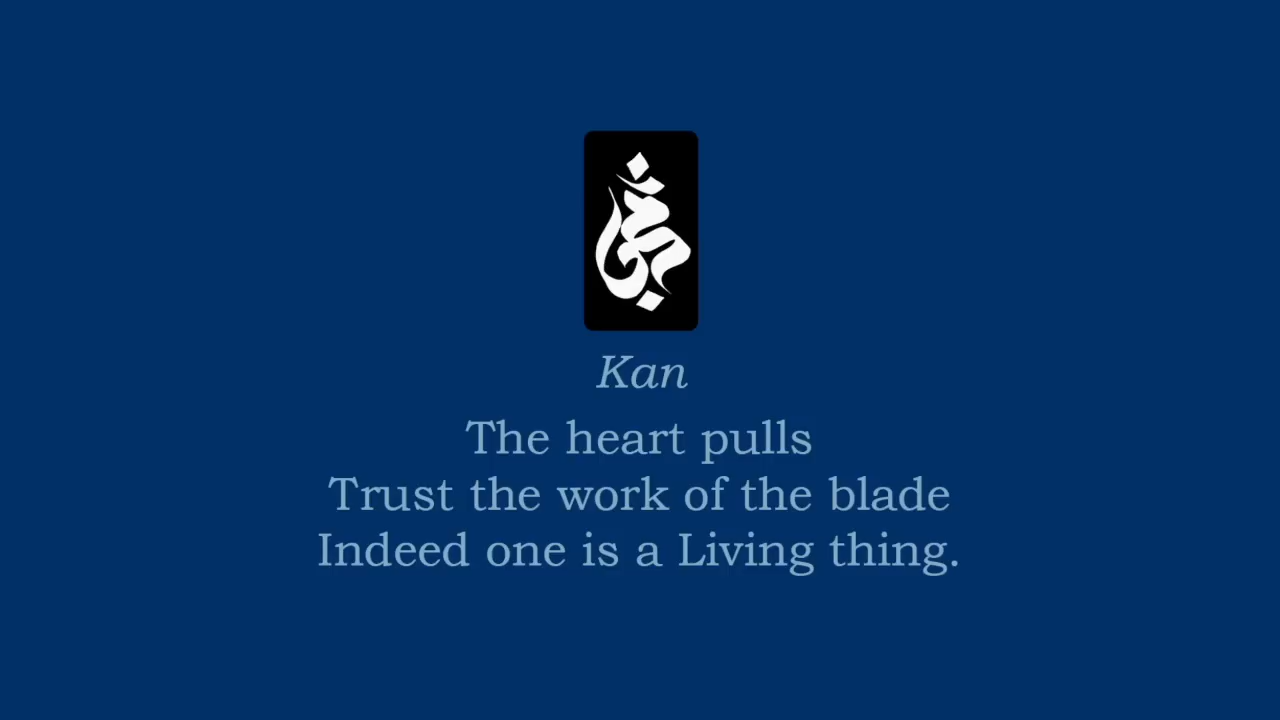 Kan
The heart pulls
Trust the work of the blade
Indeed one is a Living thing.